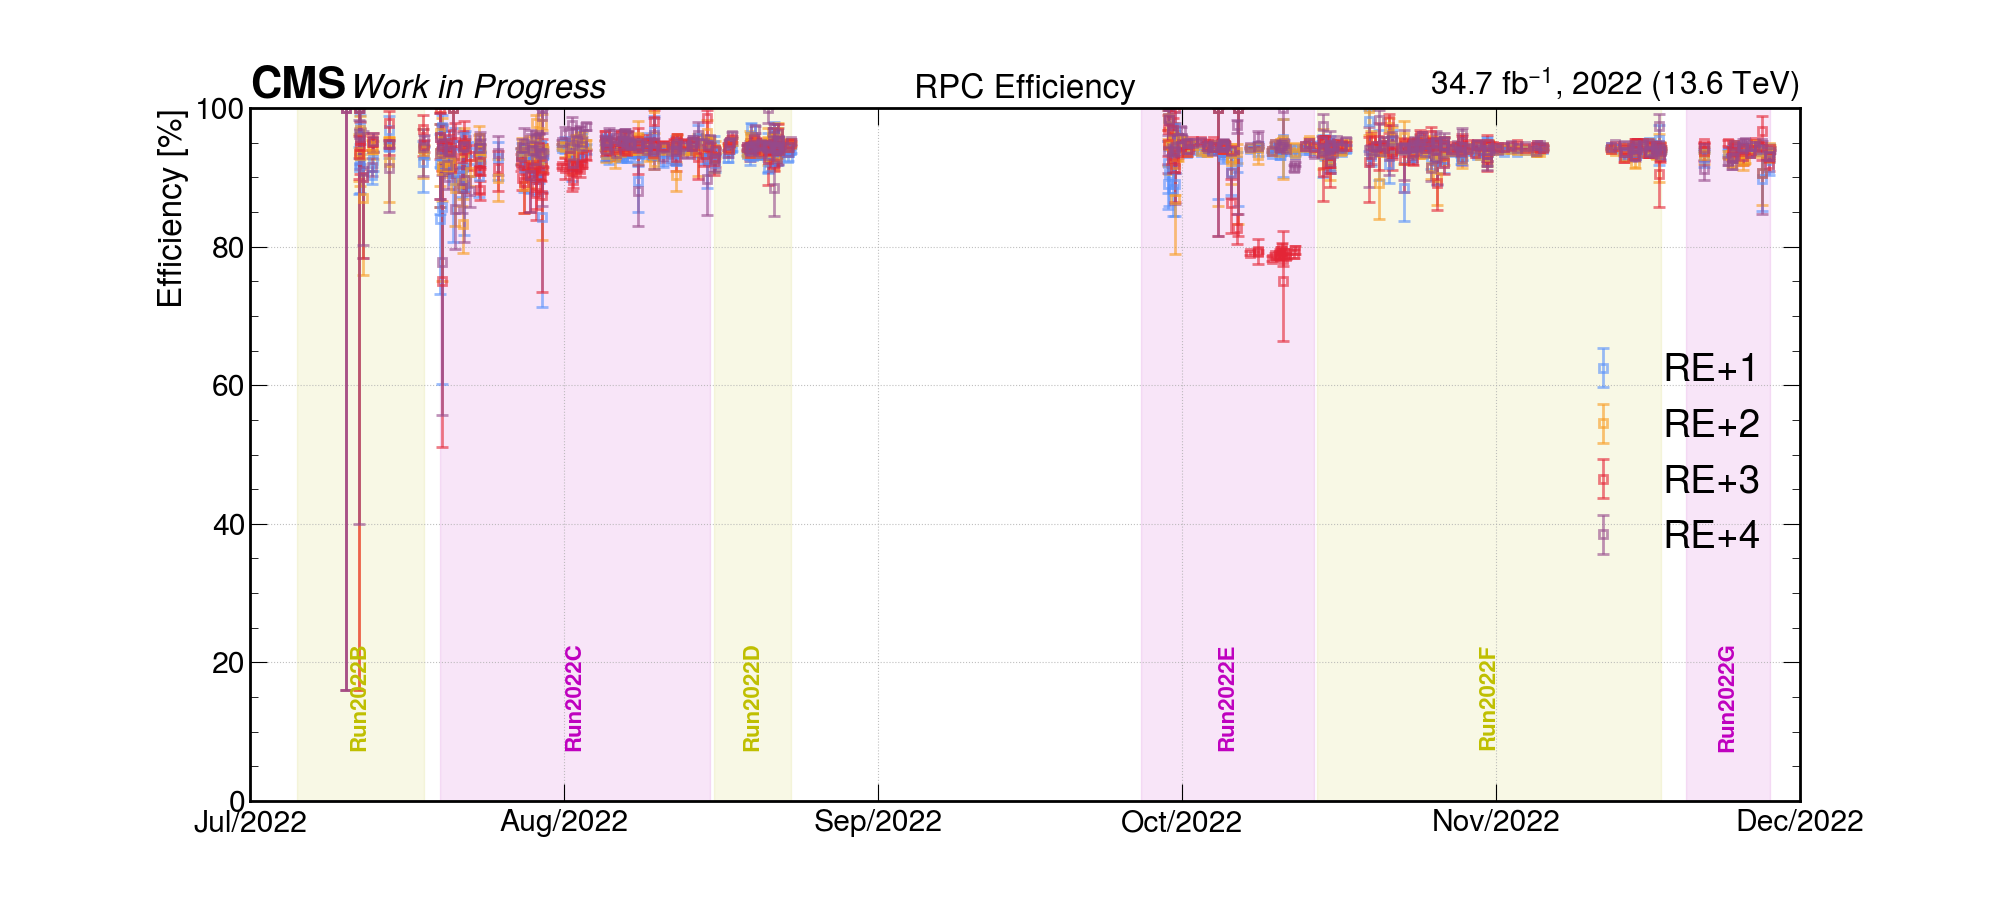 CMS Work in Progress RPC Efficiency 34.7 fb⁻¹, 2022 (13.6 TeV)
Efficiency [%]
100
80
60
40
20
0
RE+1
RE+2
RE+3
RE+4
Run2022B
Run2022C
Run2022D
Run2022E
Run2022F
Run2022G
Jul/2022 Aug/2022 Sep/2022 Oct/2022 Nov/2022 Dec/2022